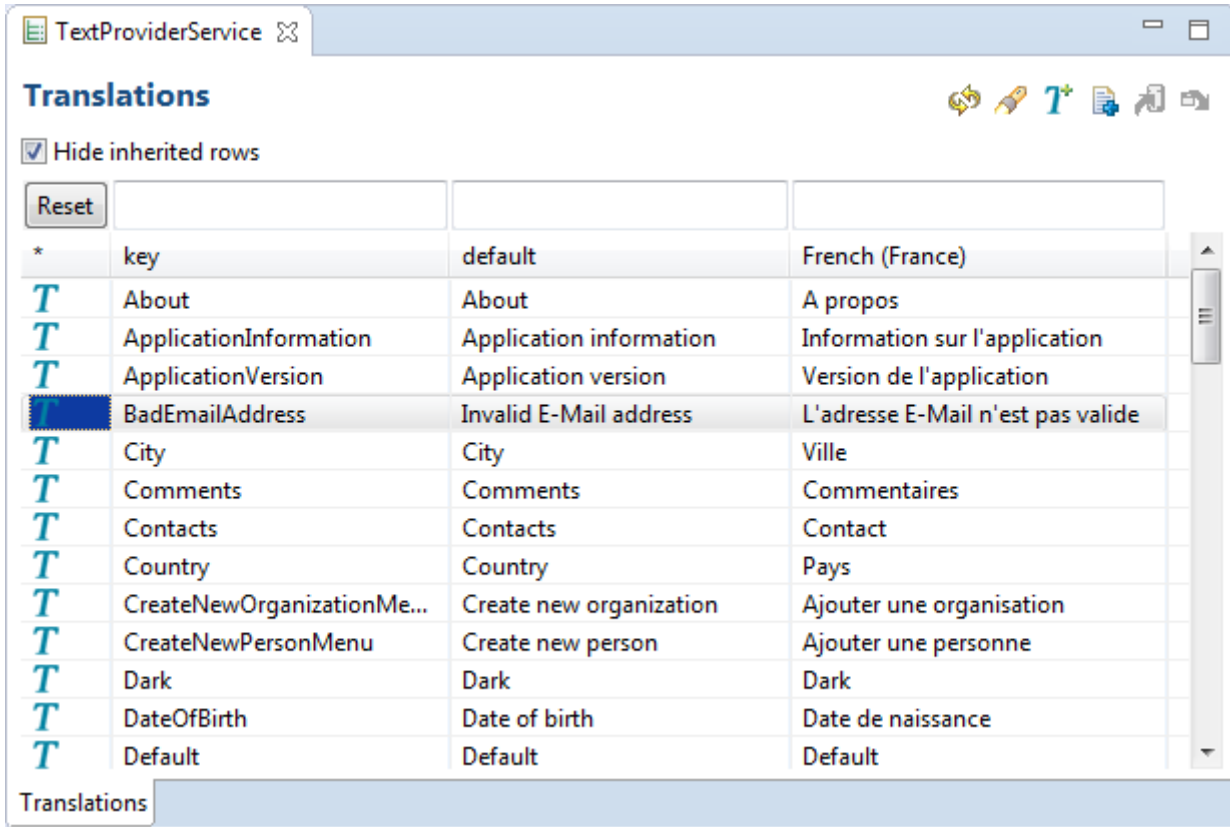 TextProviderService
Translations
Hide inherited rows
Reset
* key default French (France)
T About About A propos
T ApplicationInformation Application information Information sur l'application
T ApplicationVersion Application version Version de l'application
T BadEmailAddress Invalid E-Mail address L'adresse E-Mail n'est pas valide
T City City Ville
T Comments Comments Commentaires
T Contacts Contacts Contact
T Country Country Pays
T CreateNewOrganizationMe... Create new organization Ajouter une organisation
T CreateNewPersonMenu Create new person Ajouter une personne
T Dark Dark Dark
T DateOfBirth Date of birth Date de naissance
T Default Default Default
Translations